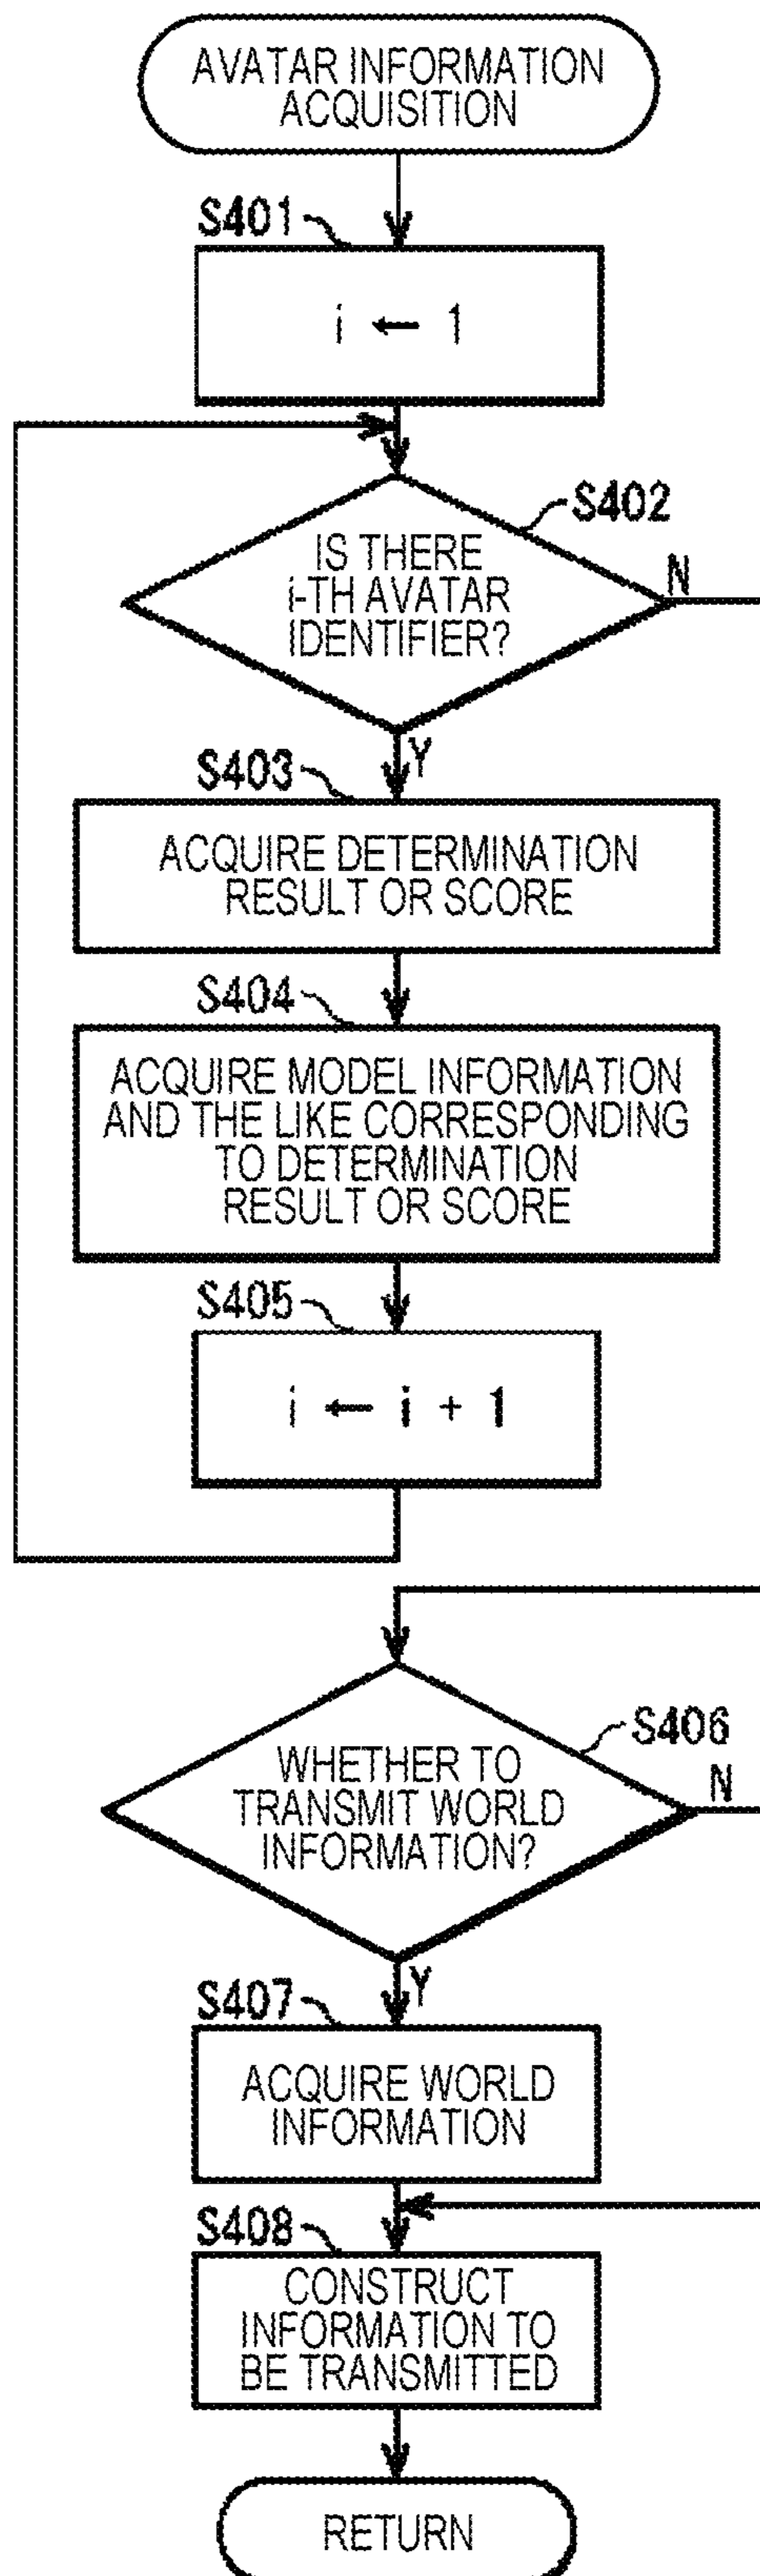 AVATAR INFORMATION
ACQUISITION
S401
i ← 1
S402
IS THERE
i-TH AVATAR
IDENTIFIER?
N
Y
S403
ACQUIRE DETERMINATION
RESULT OR SCORE
S404
ACQUIRE MODEL INFORMATION
AND THE LIKE CORRESPONDING
TO DETERMINATION
RESULT OR SCORE
S405
i ← i + 1
S406
WHETHER TO
TRANSMIT WORLD
INFORMATION?
N
Y
S407
ACQUIRE WORLD
INFORMATION
S408
CONSTRUCT
INFORMATION TO
BE TRANSMITTED
RETURN